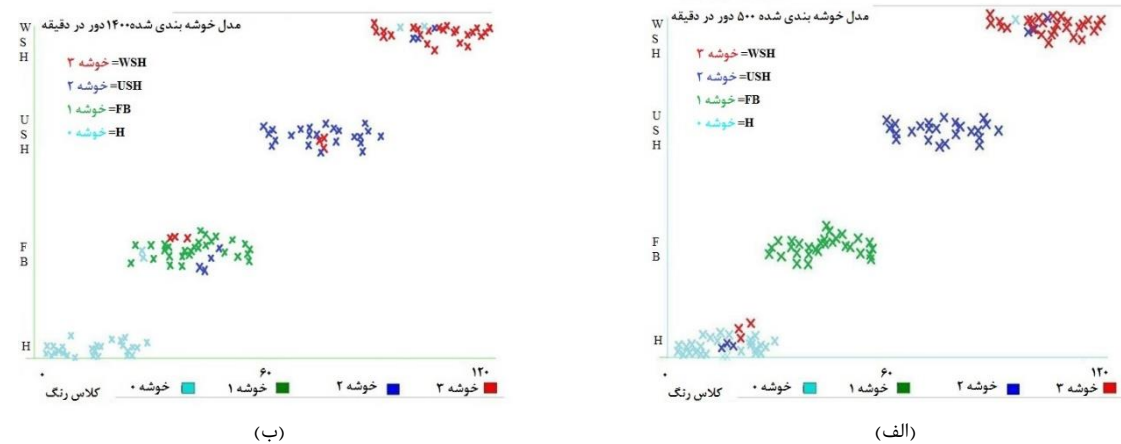 مدل خوشه بندی شده ۵۰۰ دور در دقیقه
W
S
H
خوشه ۳ =WSH
خوشه ۲ =USH
خوشه ۱ =FB
خوشه ۰ =H
U
S
H
F
B
H
۰ ۶۰ ۱۲۰
کلاس رنگ خوشه ۰ خوشه ۱ خوشه ۲ خوشه ۳
(الف)
مدل خوشه بندی شده۱۴۰۰ دور در دقیقه
W
S
H
خوشه ۳ =WSH
خوشه ۲ =USH
خوشه ۱ =FB
خوشه ۰ =H
U
S
H
F
B
H
۰ ۶۰ ۱۲۰
کلاس رنگ خوشه ۰ خوشه ۱ خوشه ۲ خوشه ۳
(ب)